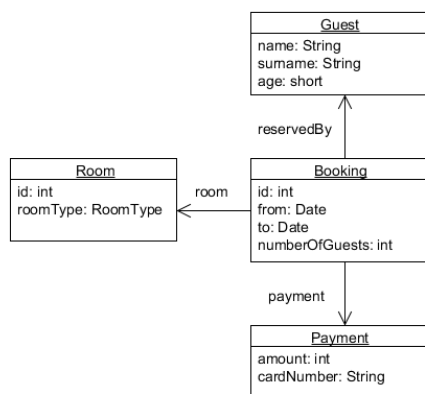 Guest
name: String
surname: String
age: short
reservedBy
Room
id: int
roomType: RoomType
room
Booking
id: int
from: Date
to: Date
numberOfGuests: int
payment
Payment
amount: int
cardNumber: String